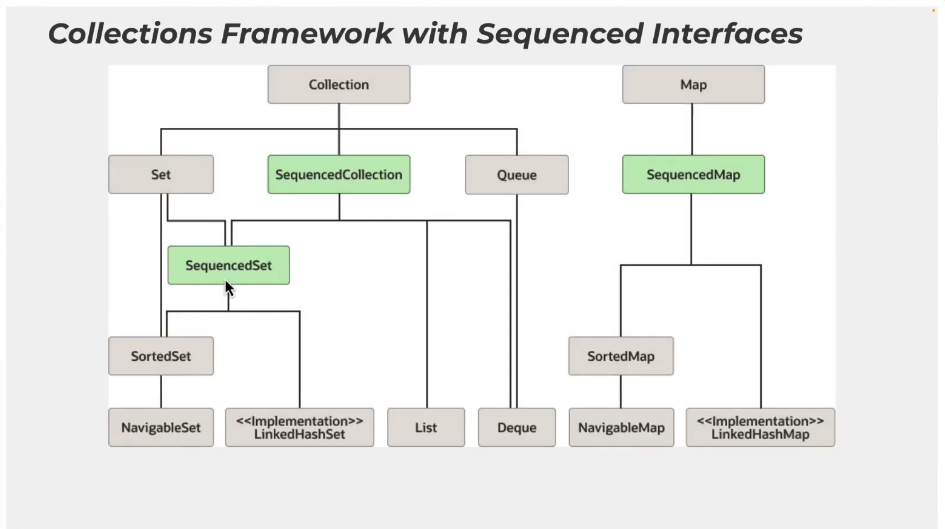 Collections Framework with Sequenced Interfaces
Collection
Map
Set
SequencedCollection
Queue
SequencedMap
SequencedSet
SortedSet
SortedMap
NavigableSet
<<Implementation>>
LinkedHashSet
List
Deque
NavigableMap
<<Implementation>>
LinkedHashMap